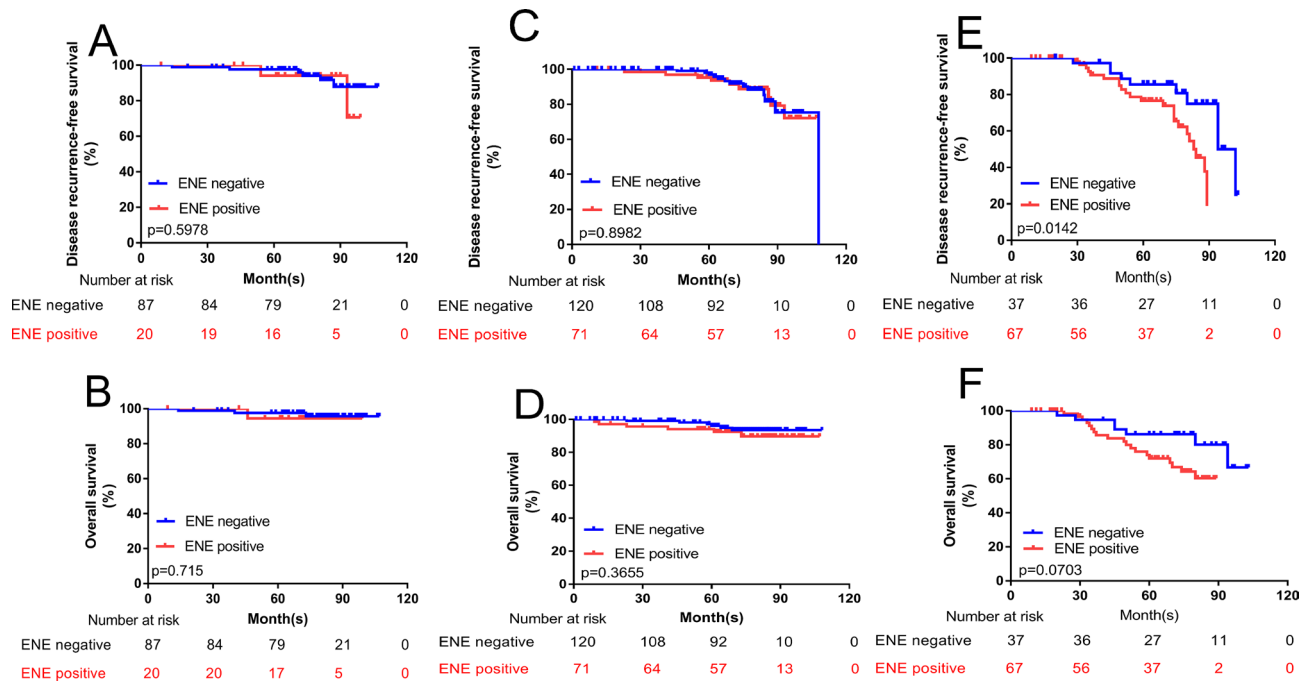 A
Disease recurrence-free survival
(%)
100
80
60
40
20
0
ENE negative
ENE positive
p=0.5978
0 30 60 90 120
Number at risk Month(s)
ENE negative 87 84 79 21 0
ENE positive 20 19 16 5 0
C
Disease recurrence-free survival
(%)
100
80
60
40
20
0
ENE negative
ENE positive
p=0.8982
0 30 60 90 120
Number at risk Month(s)
ENE negative 120 108 92 10 0
ENE positive 71 64 57 13 0
E
Disease recurrence-free survival
(%)
100
80
60
40
20
0
ENE negative
ENE positive
p=0.0142
0 30 60 90 120
Number at risk Month(s)
ENE negative 37 36 27 11 0
ENE positive 67 56 37 2 0
B
Overall survival
(%)
100
80
60
40
20
0
ENE negative
ENE positive
p=0.715
0 30 60 90 120
Number at risk Month(s)
ENE negative 87 84 79 21 0
ENE positive 20 20 17 5 0
D
Overall survival
(%)
100
80
60
40
20
0
ENE negative
ENE positive
p=0.3655
0 30 60 90 120
Number at risk Month(s)
ENE negative 120 108 92 10 0
ENE positive 71 64 57 13 0
F
Overall survival
(%)
100
80
60
40
20
0
ENE negative
ENE positive
p=0.0703
0 30 60 90 120
Number at risk Month(s)
ENE negative 37 36 27 11 0
ENE positive 67 56 37 2 0